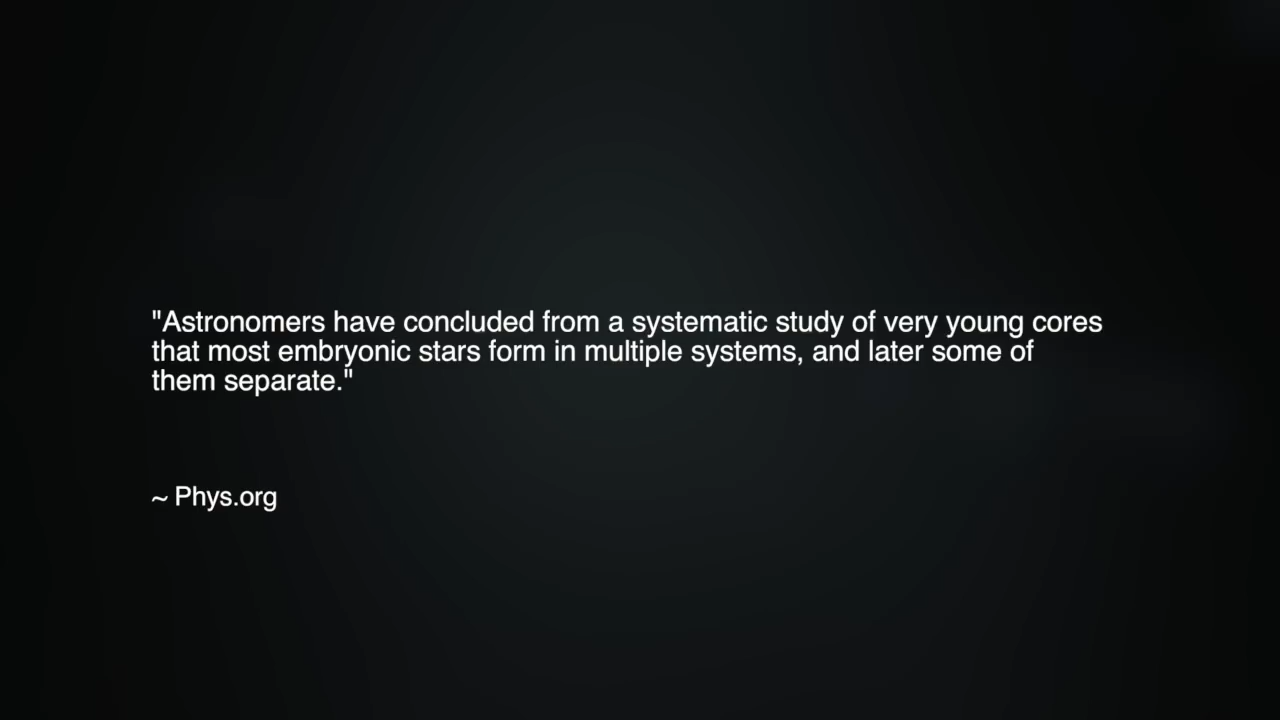 "Astronomers have concluded from a systematic study of very young cores
that most embryonic stars form in multiple systems, and later some of
them separate."
~ Phys.org